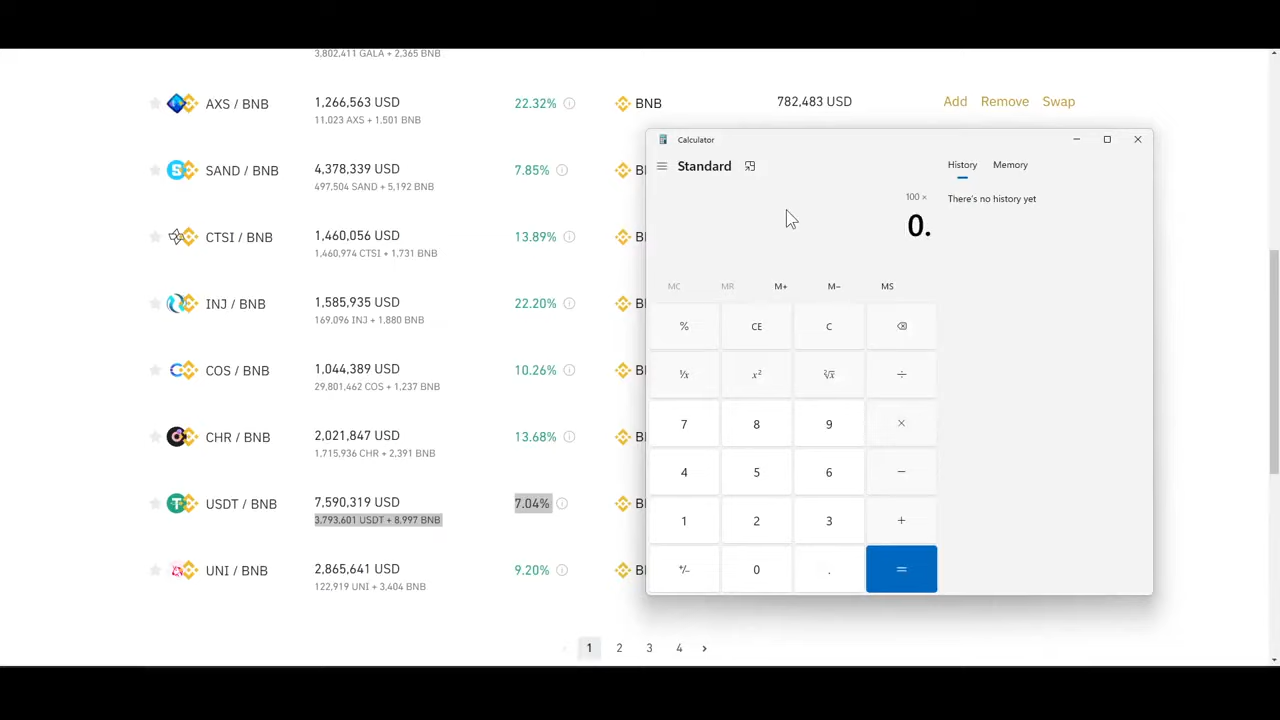 3,802,411 GALA + 2,365 BNB
AXS / BNB 1,266,563 USD 22.32% BNB 782,483 USD Add Remove Swap
11,023 AXS + 1,501 BNB
Calculator
Standard History Memory
SAND / BNB 4,378,339 USD 7.85%
497,504 SAND + 5,192 BNB
100 × There's no history yet
0.
CTSI / BNB 1,460,056 USD 13.89% B
1,460,974 CTSI + 1,731 BNB
MC MR M+ M− MS
INJ / BNB 1,585,935 USD 22.20% B
169,096 INJ + 1,880 BNB
% CE C
COS / BNB 1,044,389 USD 10.26% B
29,801,462 COS + 1,237 BNB
⅟x x² ²√x ÷
7 8 9 ×
CHR / BNB 2,021,847 USD 13.68% B
1,715,936 CHR + 2,391 BNB
4 5 6 −
USDT / BNB 7,590,319 USD 7.04% B
3,793,601 USDT + 8,997 BNB
1 2 3 +
UNI / BNB 2,865,641 USD 9.20% B
122,919 UNI + 3,404 BNB
+/− 0 . =
1 2 3 4 >